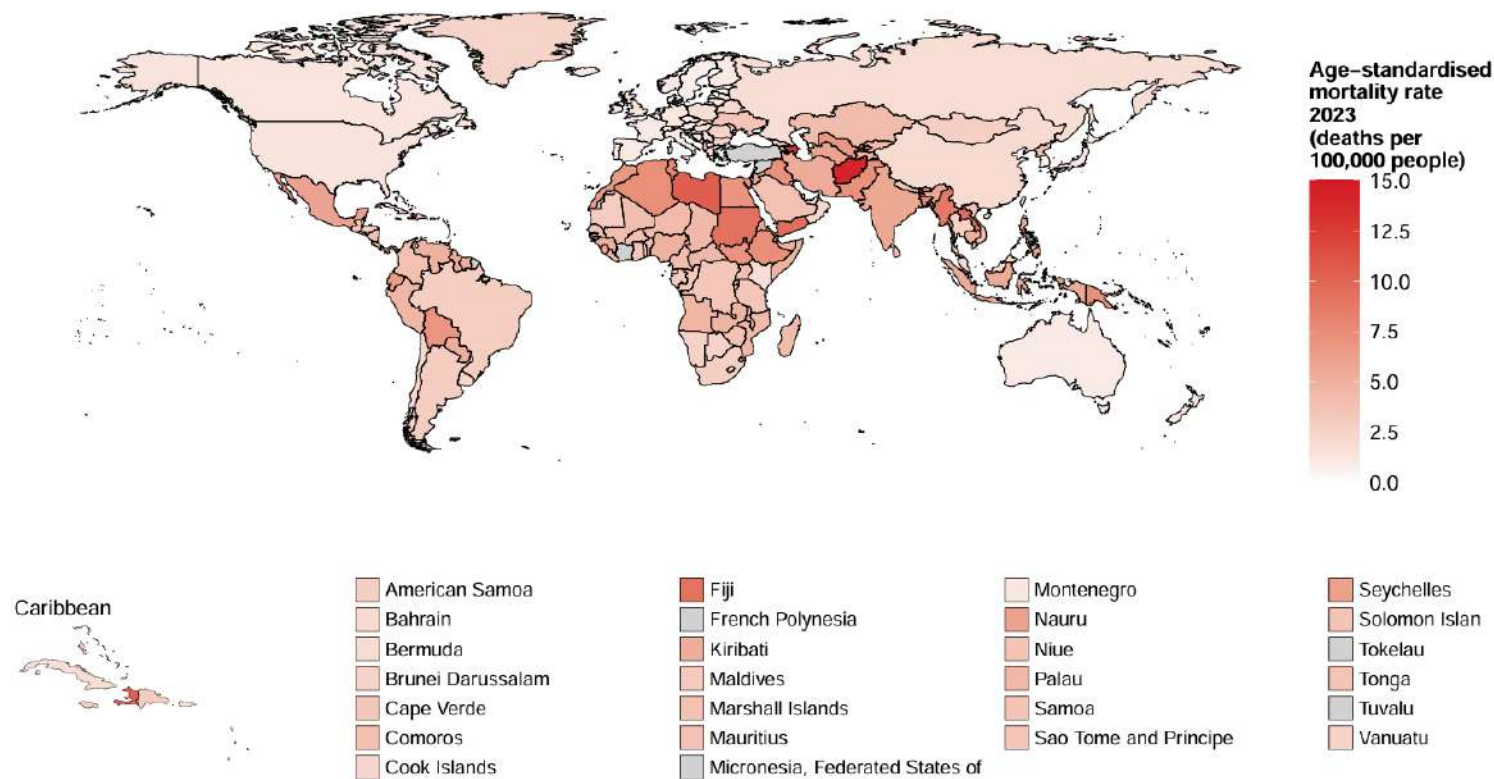 Age-standardised
mortality rate
2023
(deaths per
100,000 people)
15.0
12.5
10.0
7.5
5.0
2.5
0.0
Caribbean
American Samoa
Bahrain
Bermuda
Brunei Darussalam
Cape Verde
Comoros
Cook Islands
Fiji
French Polynesia
Kiribati
Maldives
Marshall Islands
Mauritius
Micronesia, Federated States of
Montenegro
Nauru
Niue
Palau
Samoa
Sao Tome and Principe
Seychelles
Solomon Islan
Tokelau
Tonga
Tuvalu
Vanuatu